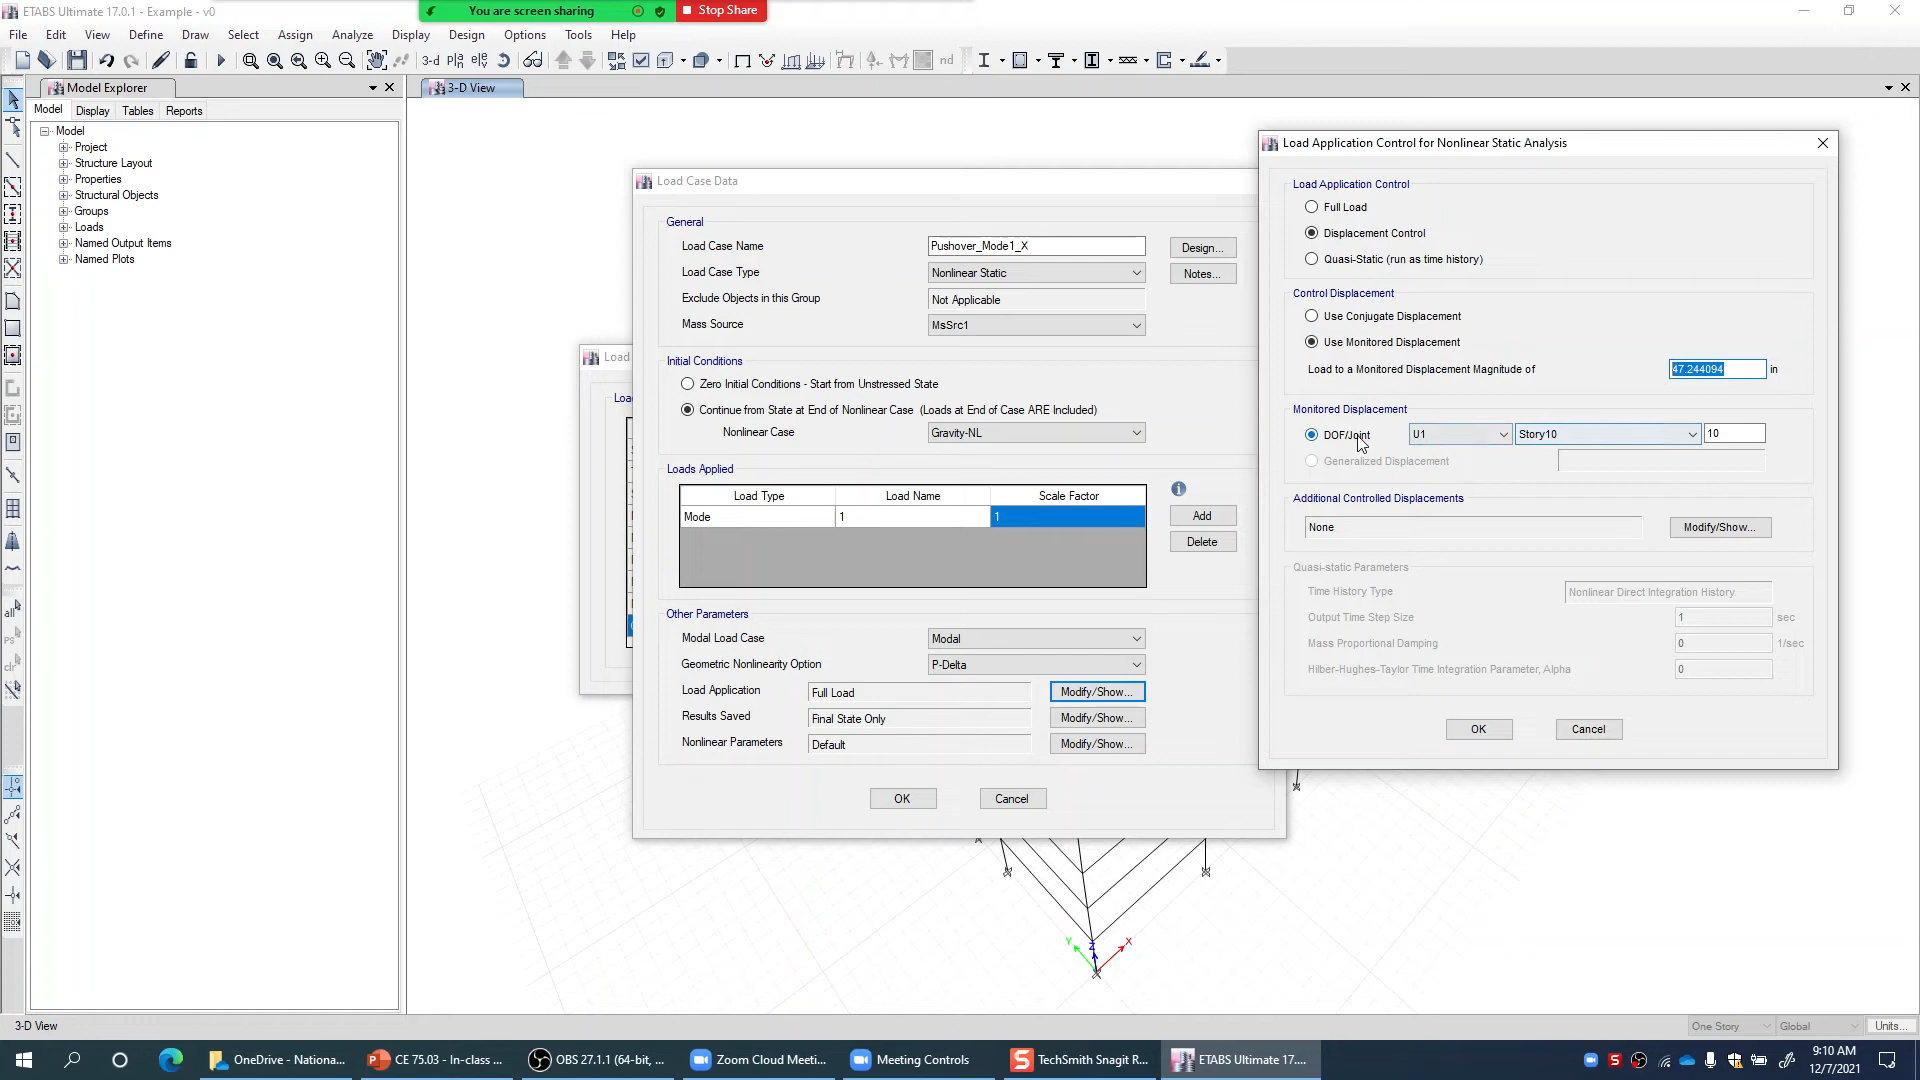 ETABS Ultimate 17.0.1 - Example - v0
You are screen sharing
Stop Share
File Edit View Define Draw Select Assign Analyze Display Design Options Tools Help
3-d nd
Model Explorer
3-D View
Model Display Tables Reports
Model
Project
Structure Layout
Properties
Structural Objects
Groups
Loads
Named Output Items
Named Plots
all
ps
clr
Load
Loa
Load Case Data
General
Load Case Name Pushover_Mode1_X Design...
Load Case Type Nonlinear Static Notes...
Exclude Objects in this Group Not Applicable
Mass Source MsSrc1
Initial Conditions
Zero Initial Conditions - Start from Unstressed State
Continue from State at End of Nonlinear Case (Loads at End of Case ARE Included)
Nonlinear Case Gravity-NL
Loads Applied
Load Type Load Name Scale Factor
Mode 1 1
Add
Delete
Other Parameters
Modal Load Case Modal
Geometric Nonlinearity Option P-Delta
Load Application Full Load Modify/Show...
Results Saved Final State Only Modify/Show...
Nonlinear Parameters Default Modify/Show...
OK Cancel
Load Application Control for Nonlinear Static Analysis
Load Application Control
Full Load
Displacement Control
Quasi-Static (run as time history)
Control Displacement
Use Conjugate Displacement
Use Monitored Displacement
Load to a Monitored Displacement Magnitude of 47.244094 in
Monitored Displacement
DOF/Joint U1 Story10 10
Generalized Displacement
Additional Controlled Displacements
None Modify/Show...
Quasi-static Parameters
Time History Type Nonlinear Direct Integration History
Output Time Step Size 1 sec
Mass Proportional Damping 0 1/sec
Hilber-Hughes-Taylor Time Integration Parameter, Alpha 0
OK Cancel
Y Z X
3-D View One Story Global Units...
OneDrive - Nationa... CE 75.03 - In-class ... OBS 27.1.1 (64-bit, ... Zoom Cloud Meeti... Meeting Controls TechSmith Snagit R... ETABS Ultimate 17....
9:10 AM
12/7/2021